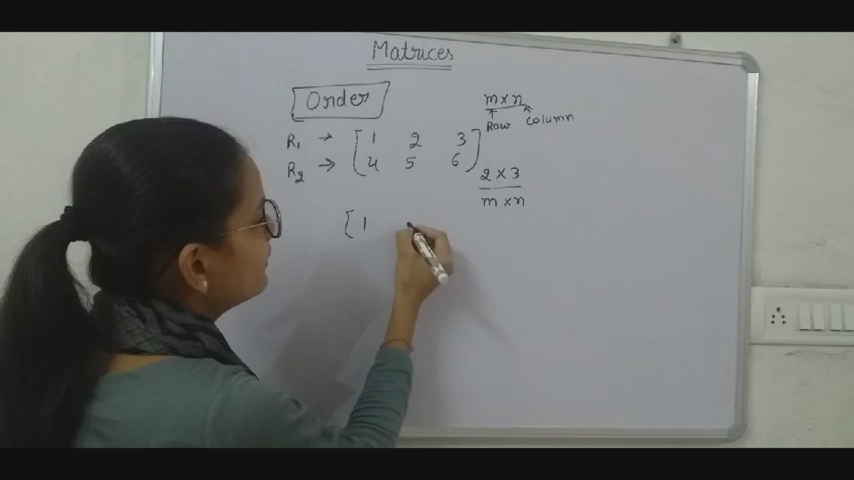 Matrices
Order
m×n
Row column
R1 → [ 1 2 3
R2 → 4 5 6 ]
2 × 3
m × n
[ 1